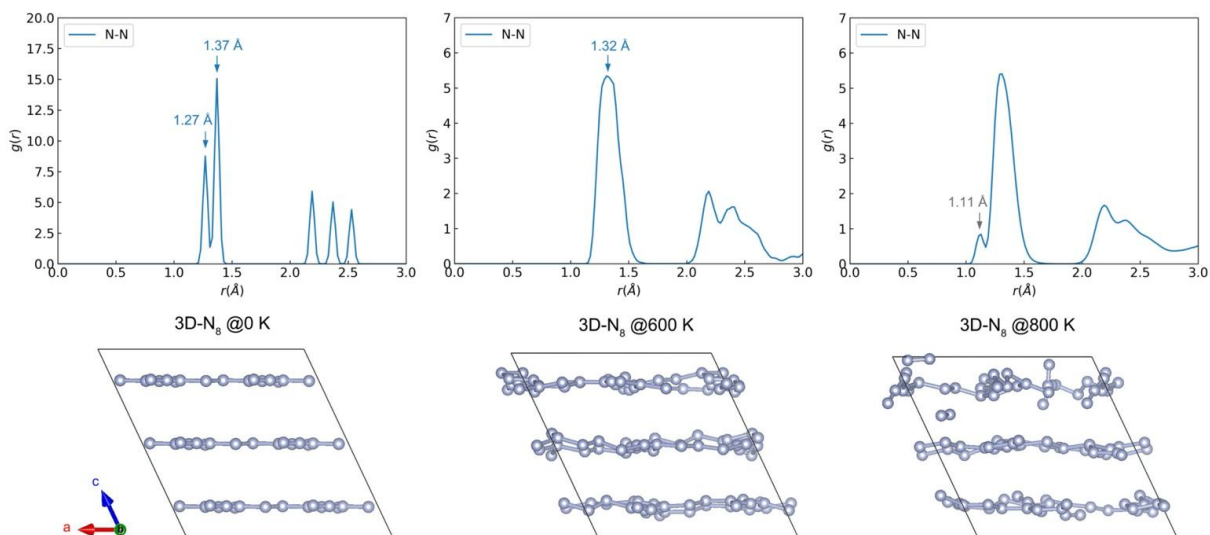 20.0
17.5
15.0
12.5
10.0
7.5
5.0
2.5
0.0
g(r)
N-N
1.37 Å
1.27 Å
0.0 0.5 1.0 1.5 2.0 2.5 3.0
r(Å)
7
6
5
4
3
2
1
0
g(r)
N-N
1.32 Å
0.0 0.5 1.0 1.5 2.0 2.5 3.0
r(Å)
7
6
5
4
3
2
1
0
g(r)
N-N
1.11 Å
0.0 0.5 1.0 1.5 2.0 2.5 3.0
r(Å)
3D-N₈ @0 K
3D-N₈ @600 K
3D-N₈ @800 K
c
a
b